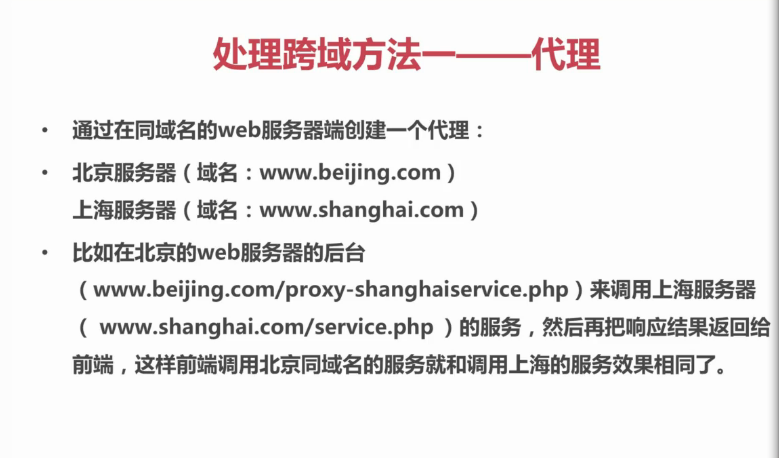 处理跨域方法一——代理
• 通过在同域名的web服务器端创建一个代理：
• 北京服务器（域名：www.beijing.com）
上海服务器（域名：www.shanghai.com）
• 比如在北京的web服务器的后台
（www.beijing.com/proxy-shanghaiservice.php）来调用上海服务器
（ www.shanghai.com/service.php ）的服务，然后再把响应结果返回给
前端，这样前端调用北京同域名的服务就和调用上海的服务效果相同了。